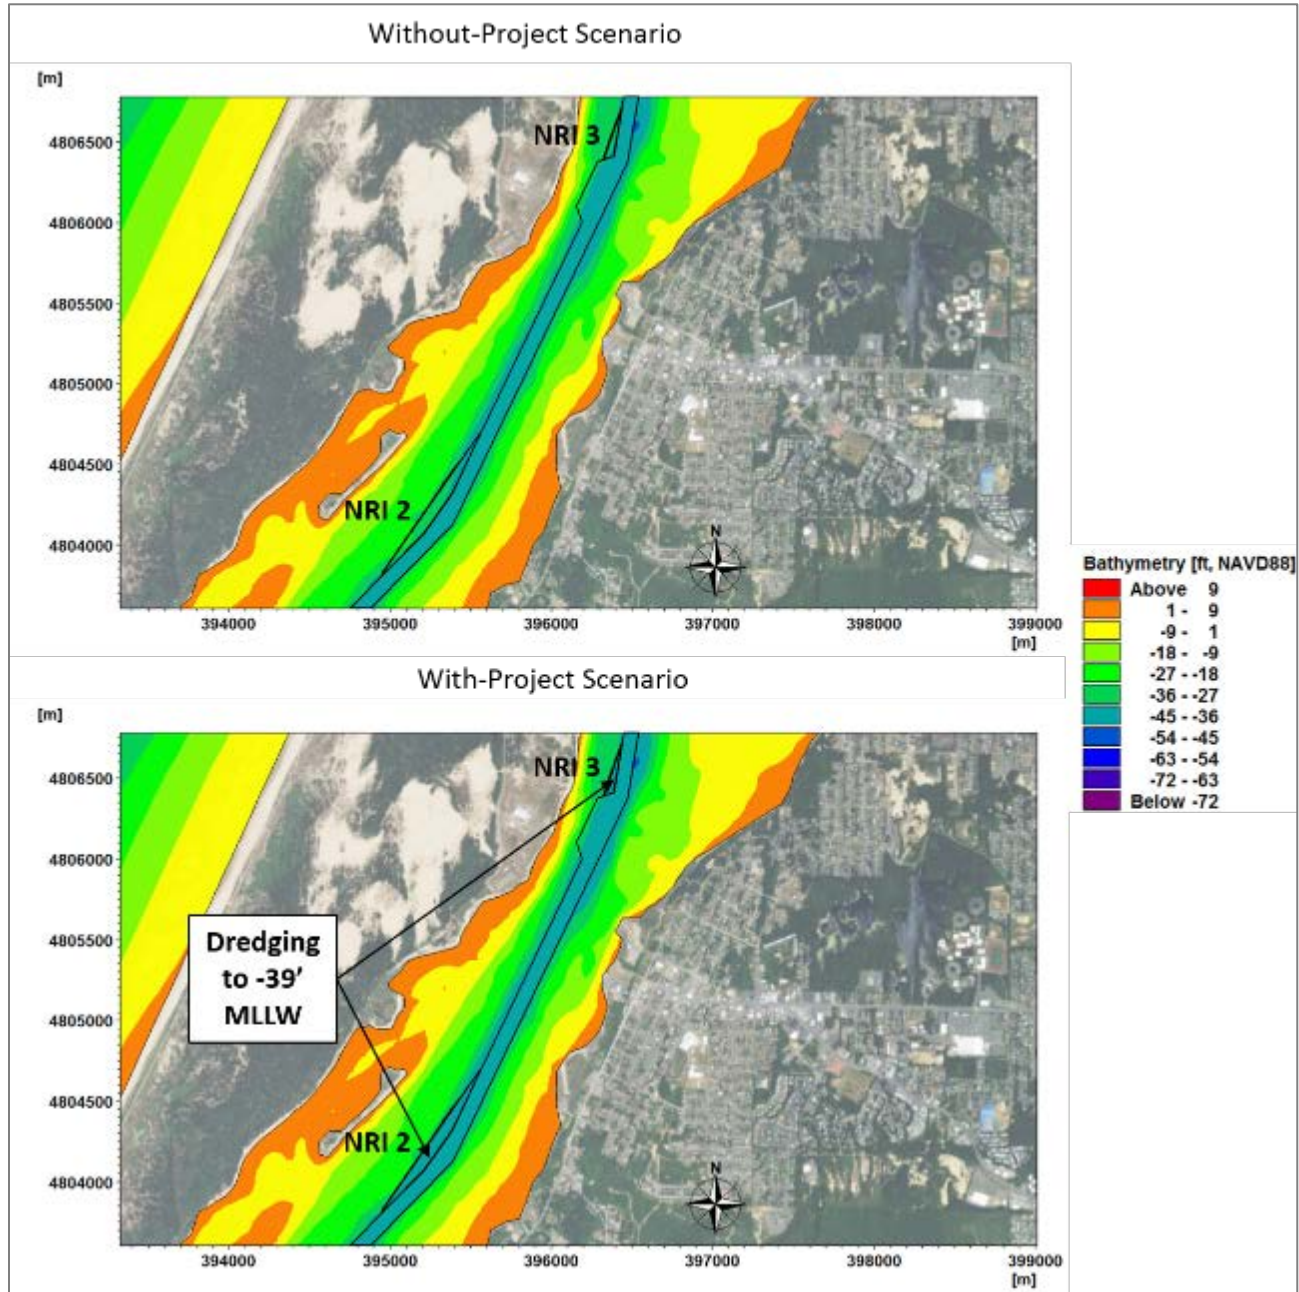 Without-Project Scenario
[m]
4806500
4806000
4805500
4805000
4804500
4804000
NRI 3
NRI 2
N
394000 395000 396000 397000 398000 399000
[m]
Bathymetry [ft, NAVD88]
Above 9
1 - 9
-9 - 1
-18 - -9
-27 - -18
-36 - -27
-45 - -36
-54 - -45
-63 - -54
-72 - -63
Below -72
With-Project Scenario
[m]
4806500
4806000
4805500
4805000
4804500
4804000
NRI 3
Dredging
to -39'
MLLW
NRI 2
N
394000 395000 396000 397000 398000 399000
[m]